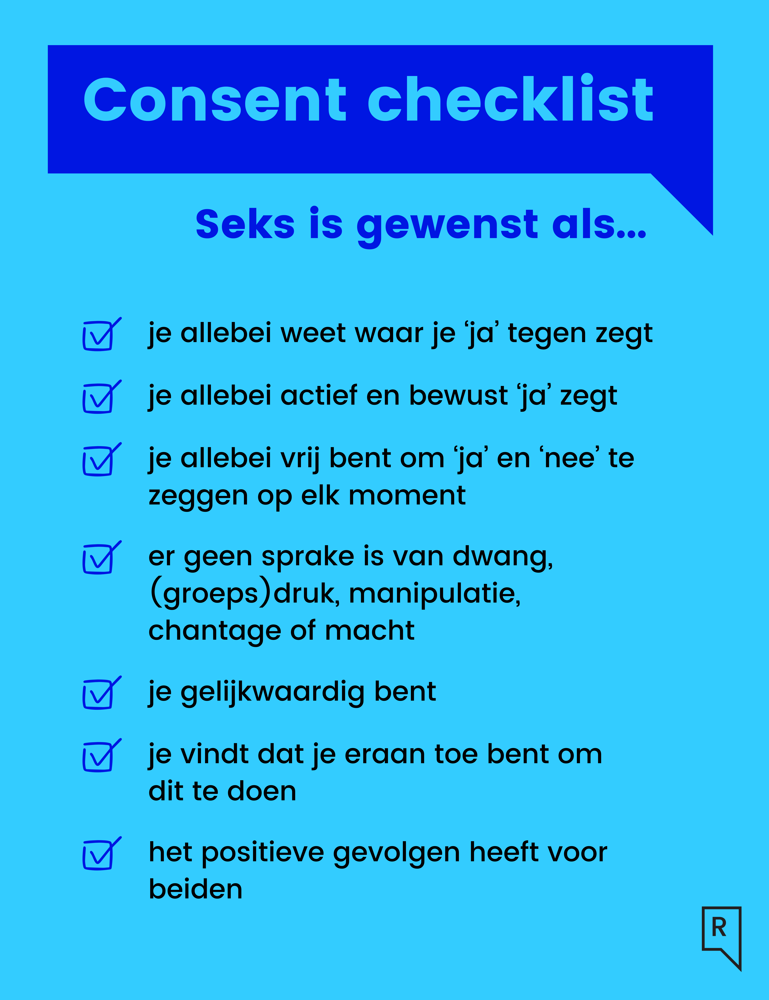 Consent checklist
Seks is gewenst als...
je allebei weet waar je ‘ja’ tegen zegt
je allebei actief en bewust ‘ja’ zegt
je allebei vrij bent om ‘ja’ en ‘nee’ te
zeggen op elk moment
er geen sprake is van dwang,
(groeps)druk, manipulatie,
chantage of macht
je gelijkwaardig bent
je vindt dat je eraan toe bent om
dit te doen
het positieve gevolgen heeft voor
beiden
R